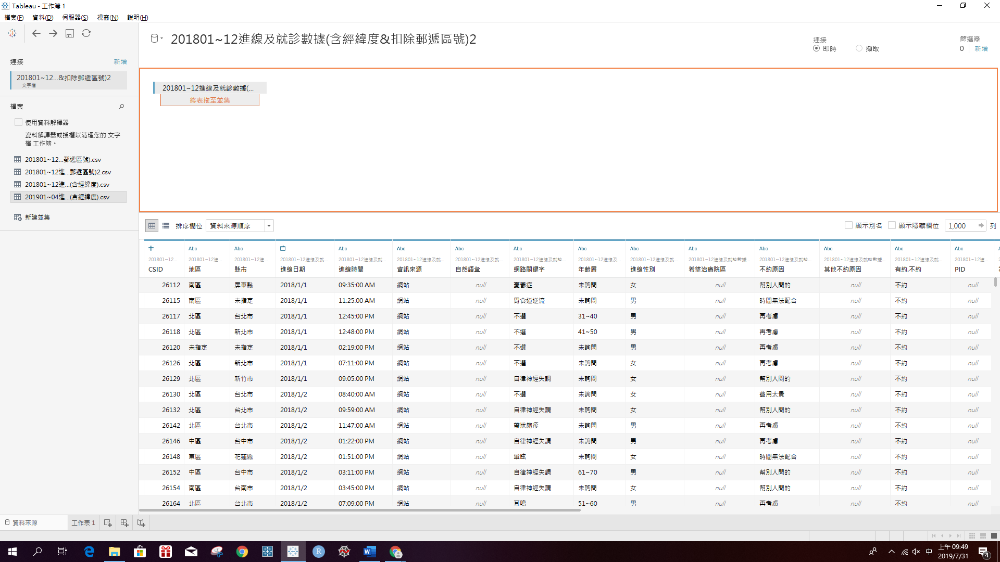 Tableau - 工作簿 1
檔案(F) 資料(D) 伺服器(S) 視窗(N) 說明(H)
201801~12進線及就診數據(含經緯度&扣除郵遞區號)2
連接
即時 擷取
篩選器
0 新增
連接 新增
201801~12...&扣除郵遞區號)2
文字檔
檔案
使用資料解釋器
資料解譯器或授權以清理您的 文字
檔 工作簿。
201801~12...郵遞區號).csv
201801~12進...郵遞區號)2.csv
201801~12進...(含經緯度).csv
201901~04進...(含經緯度).csv
新建並集
201801~12進線及就診數據(...
將表拖至並集
排序欄位 資料來源順序 顯示別名 顯示隱藏欄位 1,000 列
# Abc Abc Abc Abc Abc Abc Abc Abc Abc Abc Abc Abc Abc
201801~12... 201801~12進... 201801~12進... 201801~12進線及就... 201801~12進線及就... 201801~12進線及就... 201801~12進線及就... 201801~12進線及就診... 201801~12進線及... 201801~12進線及就... 201801~12進線及就診數據... 201801~12進線及就診... 201801~12進線及就診數據... 201801~12進線及就... 201801~12進...
CSID 地區 縣市 進線日期 進線時間 資訊來源 自然語彙 網路關鍵字 年齡層 進線性別 希望治療院區 不約原因 其他不約原因 有約.不約 PID
26112 南區 屏東縣 2018/1/1 09:35:00 AM 網站 null 憂鬱症 未詢問 女 null 幫別人問的 null 不約 null
26115 南區 未指定 2018/1/1 11:25:00 AM 網站 null 胃食道逆流 未詢問 男 null 時間無法配合 null 不約 null
26117 北區 台北市 2018/1/1 12:45:00 PM 網站 null 不選 31~40 男 null 再考慮 null 不約 null
26118 北區 新北市 2018/1/1 12:48:00 PM 網站 null 不選 41~50 男 null 再考慮 null 不約 null
26120 未指定 未指定 2018/1/1 02:19:00 PM 網站 null 不選 未詢問 男 null 再考慮 null 不約 null
26126 北區 新北市 2018/1/1 07:11:00 PM 網站 null 不選 未詢問 女 null 再考慮 null 不約 null
26129 北區 新竹市 2018/1/1 09:05:00 PM 網站 null 自律神經失調 未詢問 女 null 幫別人問的 null 不約 null
26130 北區 台北市 2018/1/2 08:40:00 AM 網站 null 不選 未詢問 女 null 費用太貴 null 不約 null
26132 北區 台北市 2018/1/2 09:59:00 AM 網站 null 自律神經失調 未詢問 女 null 幫別人問的 null 不約 null
26142 北區 台北市 2018/1/2 11:47:00 AM 網站 null 帶狀皰疹 未詢問 男 null 再考慮 null 不約 null
26146 中區 台中市 2018/1/2 01:22:00 PM 網站 null 自律神經失調 未詢問 男 null 再考慮 null 不約 null
26148 東區 花蓮縣 2018/1/2 01:51:00 PM 網站 null 暈眩 未詢問 女 null 時間無法配合 null 不約 null
26152 中區 台中市 2018/1/2 03:11:00 PM 網站 null 自律神經失調 61~70 男 null 幫別人問的 null 不約 null
26154 南區 台南市 2018/1/2 03:45:00 PM 網站 null 自律神經失調 未詢問 女 null 幫別人問的 null 不約 null
26164 北區 台北市 2018/1/2 07:09:00 PM 網站 null 耳鳴 51~60 男 null 再考慮 null 不約 null
資料來源 工作表 1
中 上午 09:49
2019/7/31
4